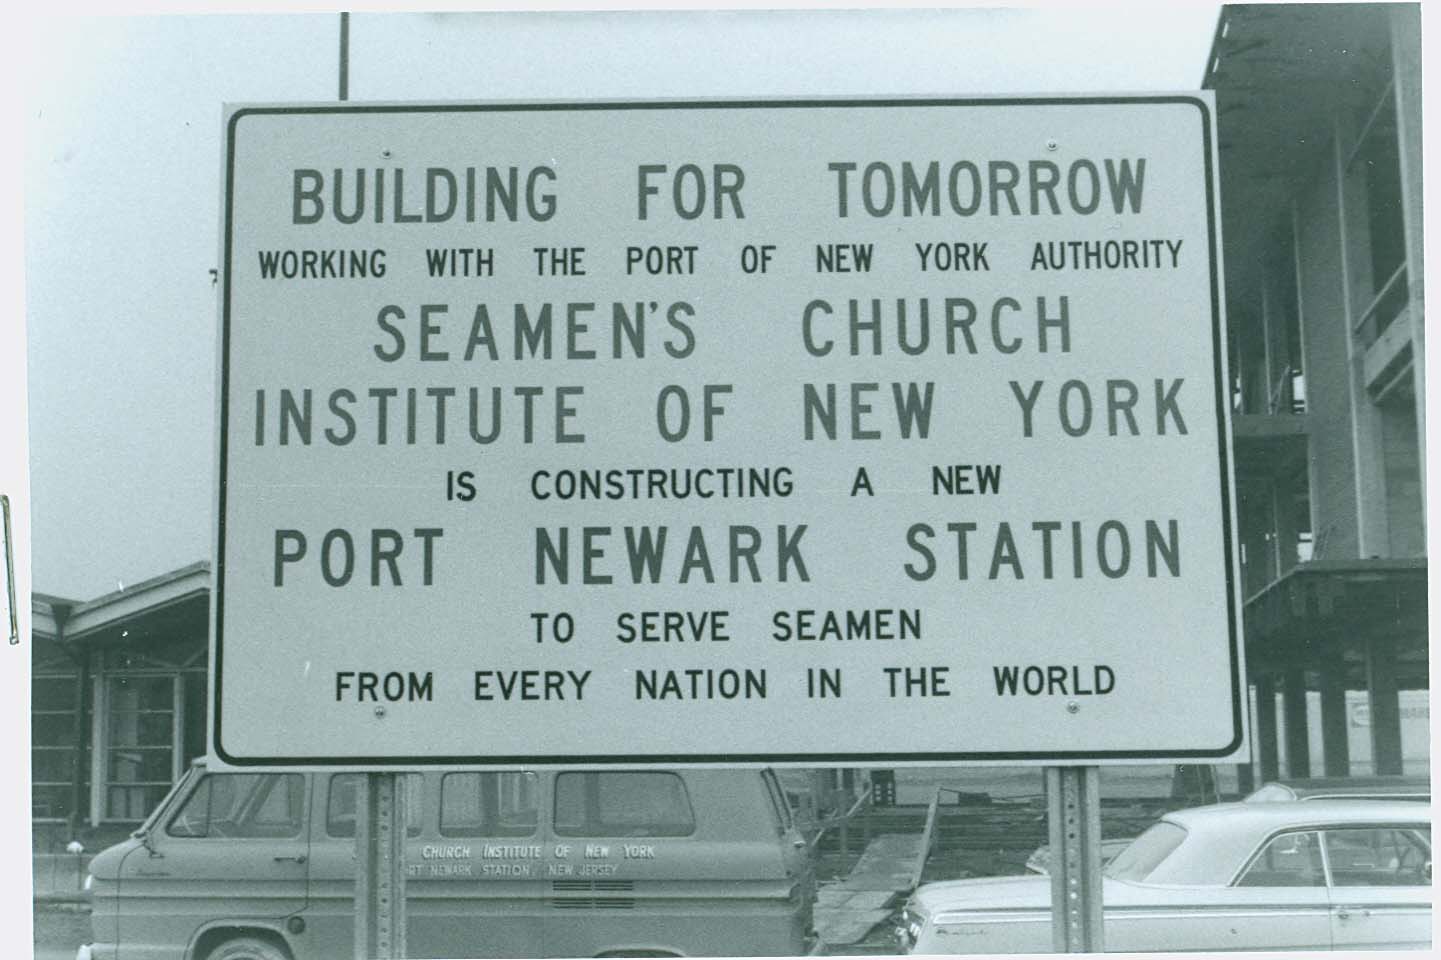 BUILDING FOR TOMORROW
WORKING WITH THE PORT OF NEW YORK AUTHORITY
SEAMEN'S CHURCH
INSTITUTE OF NEW YORK
IS CONSTRUCTING A NEW
PORT NEWARK STATION
TO SERVE SEAMEN
FROM EVERY NATION IN THE WORLD
CHURCH INSTITUTE OF NEW YORK
RT NEWARK STATION, NEW JERSEY